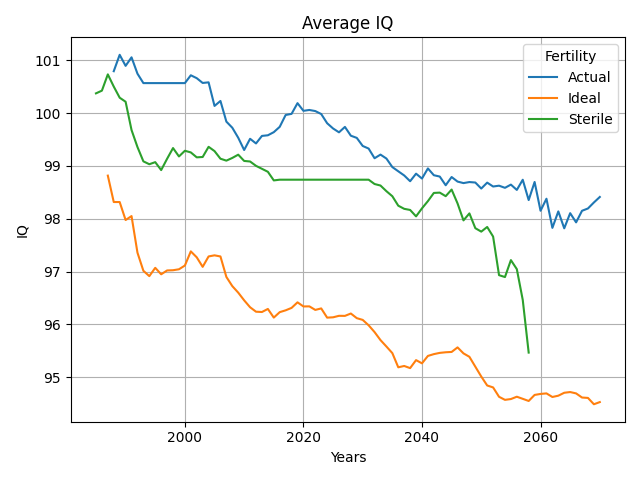 Average IQ
Fertility
Actual
Ideal
Sterile
IQ
101
100
99
98
97
96
95
2000
2020
2040
2060
Years